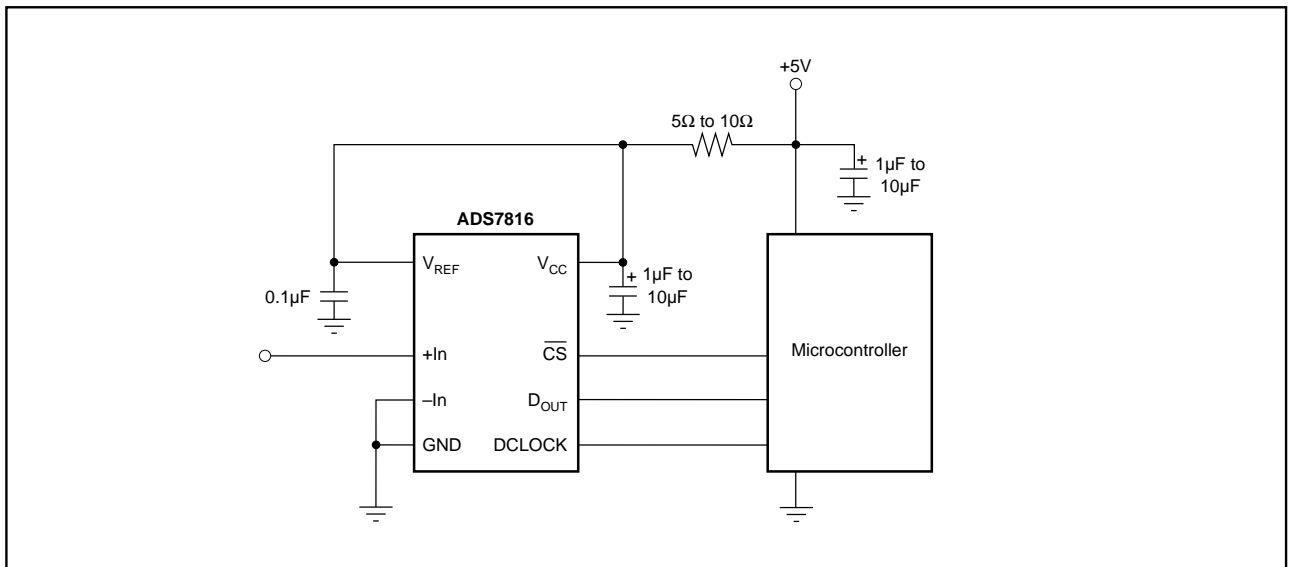 +5V
5Ω to 10Ω
+ 1µF to
10µF
ADS7816
V_REF
V_CC
+ 1µF to
10µF
0.1µF
+In
C̅S̅
Microcontroller
–In
D_OUT
GND
DCLOCK